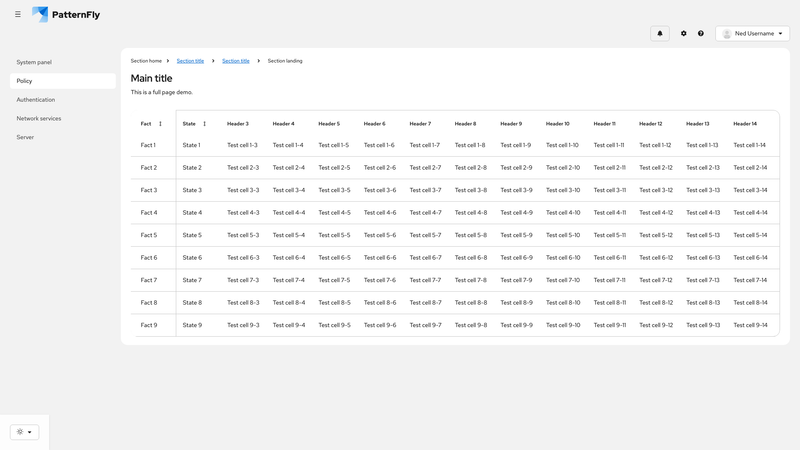 PatternFly
Ned Username
System panel
Policy
Authentication
Network services
Server
Section home Section title Section title Section landing
Main title
This is a full page demo.
Fact State Header 3 Header 4 Header 5 Header 6 Header 7 Header 8 Header 9 Header 10 Header 11 Header 12 Header 13 Header 14
Fact 1 State 1 Test cell 1-3 Test cell 1-4 Test cell 1-5 Test cell 1-6 Test cell 1-7 Test cell 1-8 Test cell 1-9 Test cell 1-10 Test cell 1-11 Test cell 1-12 Test cell 1-13 Test cell 1-14
Fact 2 State 2 Test cell 2-3 Test cell 2-4 Test cell 2-5 Test cell 2-6 Test cell 2-7 Test cell 2-8 Test cell 2-9 Test cell 2-10 Test cell 2-11 Test cell 2-12 Test cell 2-13 Test cell 2-14
Fact 3 State 3 Test cell 3-3 Test cell 3-4 Test cell 3-5 Test cell 3-6 Test cell 3-7 Test cell 3-8 Test cell 3-9 Test cell 3-10 Test cell 3-11 Test cell 3-12 Test cell 3-13 Test cell 3-14
Fact 4 State 4 Test cell 4-3 Test cell 4-4 Test cell 4-5 Test cell 4-6 Test cell 4-7 Test cell 4-8 Test cell 4-9 Test cell 4-10 Test cell 4-11 Test cell 4-12 Test cell 4-13 Test cell 4-14
Fact 5 State 5 Test cell 5-3 Test cell 5-4 Test cell 5-5 Test cell 5-6 Test cell 5-7 Test cell 5-8 Test cell 5-9 Test cell 5-10 Test cell 5-11 Test cell 5-12 Test cell 5-13 Test cell 5-14
Fact 6 State 6 Test cell 6-3 Test cell 6-4 Test cell 6-5 Test cell 6-6 Test cell 6-7 Test cell 6-8 Test cell 6-9 Test cell 6-10 Test cell 6-11 Test cell 6-12 Test cell 6-13 Test cell 6-14
Fact 7 State 7 Test cell 7-3 Test cell 7-4 Test cell 7-5 Test cell 7-6 Test cell 7-7 Test cell 7-8 Test cell 7-9 Test cell 7-10 Test cell 7-11 Test cell 7-12 Test cell 7-13 Test cell 7-14
Fact 8 State 8 Test cell 8-3 Test cell 8-4 Test cell 8-5 Test cell 8-6 Test cell 8-7 Test cell 8-8 Test cell 8-9 Test cell 8-10 Test cell 8-11 Test cell 8-12 Test cell 8-13 Test cell 8-14
Fact 9 State 9 Test cell 9-3 Test cell 9-4 Test cell 9-5 Test cell 9-6 Test cell 9-7 Test cell 9-8 Test cell 9-9 Test cell 9-10 Test cell 9-11 Test cell 9-12 Test cell 9-13 Test cell 9-14